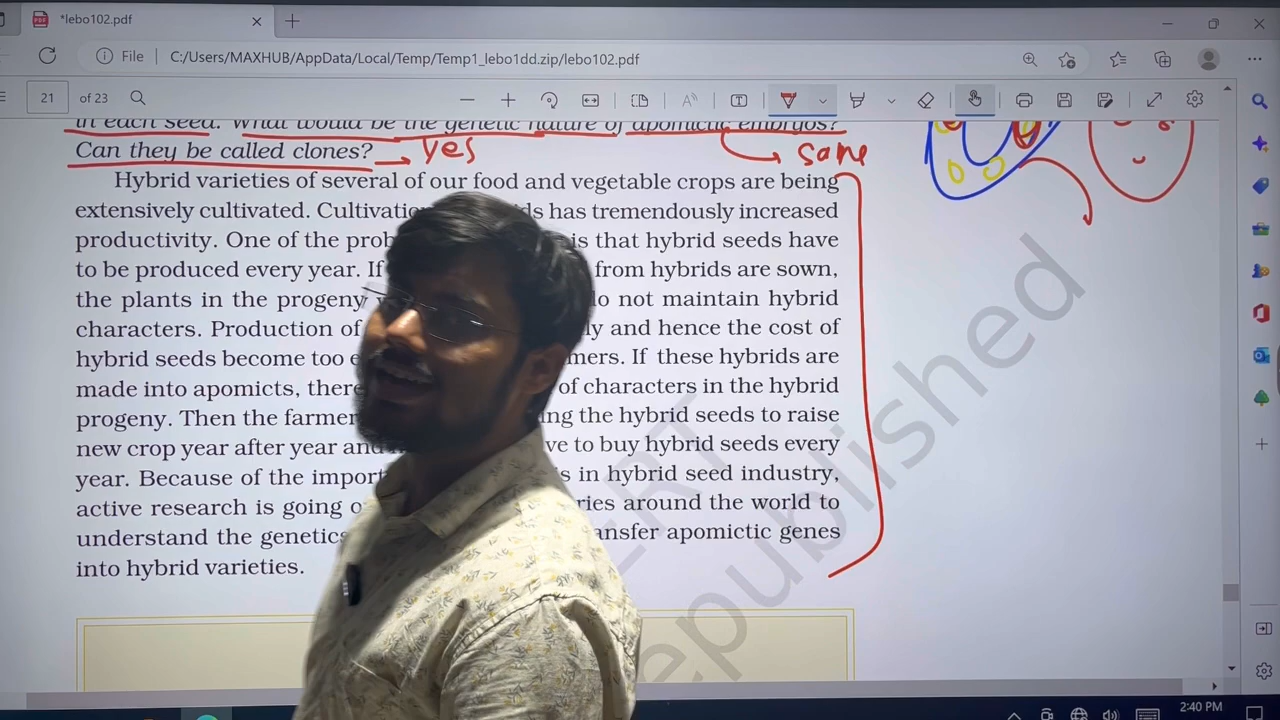 *lebo102.pdf
File C:/Users/MAXHUB/AppData/Local/Temp/Temp1_lebo1dd.zip/lebo102.pdf
21 of 23
in each seed. What would be the genetic nature of apomictic embryos?
Can they be called clones? yes same
Hybrid varieties of several of our food and vegetable crops are being
extensively cultivated. Cultivatio ds has tremendously increased
productivity. One of the prob is that hybrid seeds have
to be produced every year. If from hybrids are sown,
the plants in the progeny do not maintain hybrid
characters. Production of ly and hence the cost of
hybrid seeds become too e mers. If these hybrids are
made into apomicts, there of characters in the hybrid
progeny. Then the farmer ing the hybrid seeds to raise
new crop year after year and ve to buy hybrid seeds every
year. Because of the import s in hybrid seed industry,
active research is going o ries around the world to
understand the genetics ansfer apomictic genes
into hybrid varieties.
republished
2:40 PM